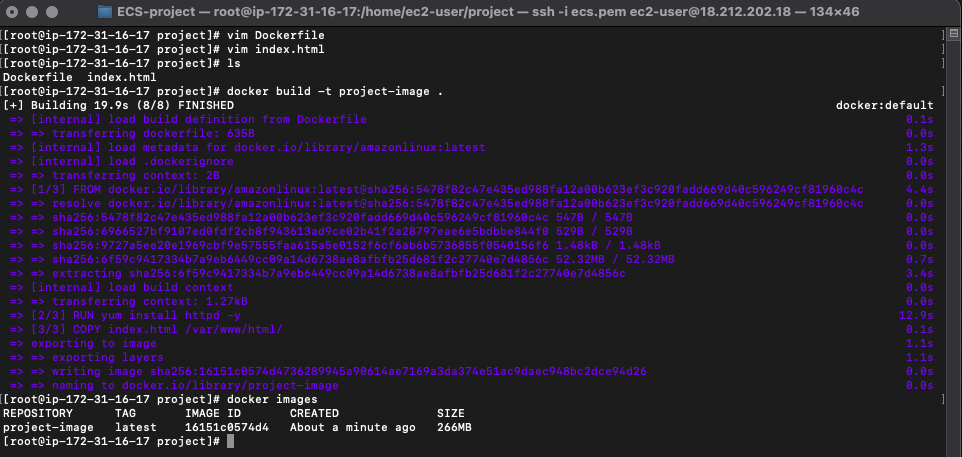 ECS-project — root@ip-172-31-16-17:/home/ec2-user/project — ssh -i ecs.pem ec2-user@18.212.202.18 — 134×46
[[root@ip-172-31-16-17 project]# vim Dockerfile ]
[[root@ip-172-31-16-17 project]# vim index.html ]
[[root@ip-172-31-16-17 project]# ls ]
Dockerfile  index.html
[[root@ip-172-31-16-17 project]# docker build -t project-image . ]
[+] Building 19.9s (8/8) FINISHED docker:default
=> [internal] load build definition from Dockerfile 0.1s
=> => transferring dockerfile: 635B 0.0s
=> [internal] load metadata for docker.io/library/amazonlinux:latest 1.3s
=> [internal] load .dockerignore 0.0s
=> => transferring context: 2B 0.0s
=> [1/3] FROM docker.io/library/amazonlinux:latest@sha256:5478f82c47e435ed988fa12a00b623ef3c920fadd669d40c596249cf81960c4c 4.4s
=> => resolve docker.io/library/amazonlinux:latest@sha256:5478f82c47e435ed988fa12a00b623ef3c920fadd669d40c596249cf81960c4c 0.0s
=> => sha256:5478f82c47e435ed988fa12a00b623ef3c920fadd669d40c596249cf81960c4c 547B / 547B 0.0s
=> => sha256:6966527bf9107ed0fdf2cb8f943613ad9ce02b41f2a28797eae6e5bdbbe844f0 529B / 529B 0.0s
=> => sha256:9727a5ee20e1969cbf9e57555faa615a5e0152f6cf6ab6b5736855f0540156f6 1.48kB / 1.48kB 0.0s
=> => sha256:6f59c9417334b7a9eb6449cc09a14d6738ae8afbfb25d681f2c27740e7d4856c 52.32MB / 52.32MB 0.7s
=> => extracting sha256:6f59c9417334b7a9eb6449cc09a14d6738ae8afbfb25d681f2c27740e7d4856c 3.4s
=> [internal] load build context 0.0s
=> => transferring context: 1.27kB 0.0s
=> [2/3] RUN yum install httpd -y 12.9s
=> [3/3] COPY index.html /var/www/html/ 0.1s
=> exporting to image 1.1s
=> => exporting layers 1.1s
=> => writing image sha256:16151c0574d4736289945a90614ae7169a3da374e51ac9daec948bc2dce94d26 0.0s
=> => naming to docker.io/library/project-image 0.0s
[[root@ip-172-31-16-17 project]# docker images ]
REPOSITORY TAG IMAGE ID CREATED SIZE
project-image latest 16151c0574d4 About a minute ago 266MB
[root@ip-172-31-16-17 project]#